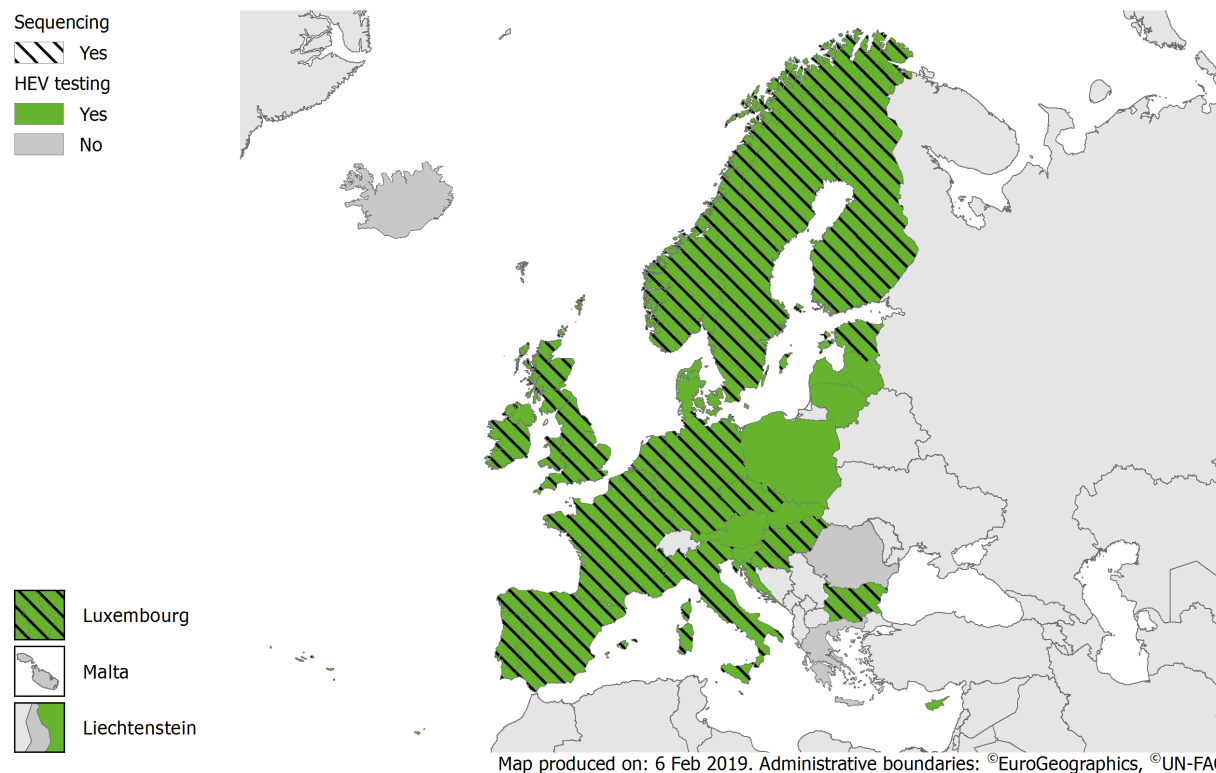 Sequencing
Yes
HEV testing
Yes
No
Luxembourg
Malta
Liechtenstein
Map produced on: 6 Feb 2019. Administrative boundaries: ©EuroGeographics, ©UN-FAO